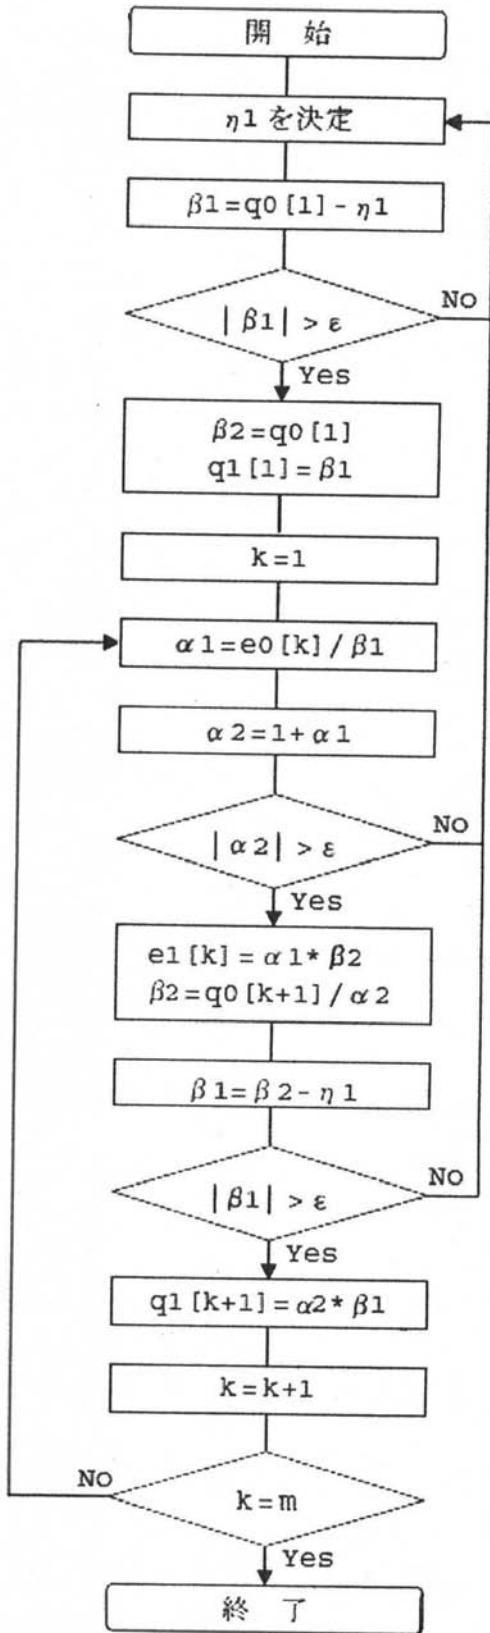 開 始
η1を決定
β1=q0[1]-η1
|β1|>ε
No
Yes
β2=q0[1]
q1[1]=β1
k=1
α1=e0[k]/β1
α2=1+α1
|α2|>ε
No
Yes
e1[k]=α1*β2
β2=q0[k+1]/α2
β1=β2-η1
|β1|>ε
No
Yes
q1[k+1]=α2*β1
k=k+1
k=m
No
Yes
終 了